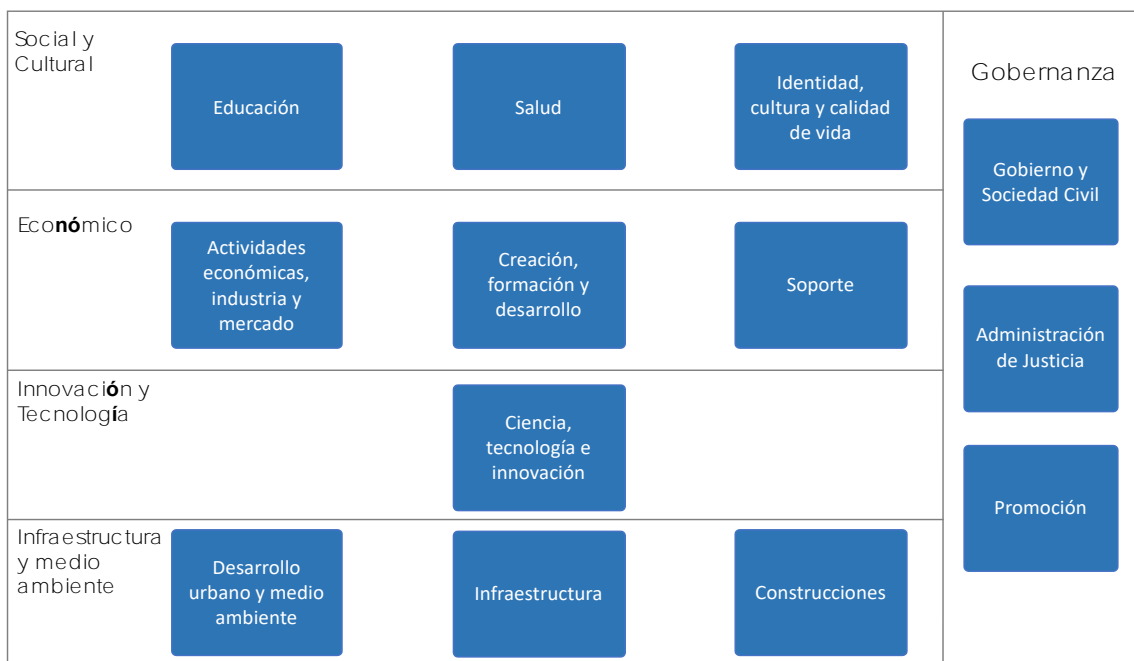 Social y
Cultural
Educación
Salud
Identidad,
cultura y calidad
de vida
Económico
Actividades
económicas,
industria y
mercado
Creación,
formación y
desarrollo
Soporte
Innovación y
Tecnología
Ciencia,
tecnología e
innovación
Infraestructura
y medio
ambiente
Desarrollo
urbano y medio
ambiente
Infraestructura
Construcciones
Gobernanza
Gobierno y
Sociedad Civil
Administración
de Justicia
Promoción